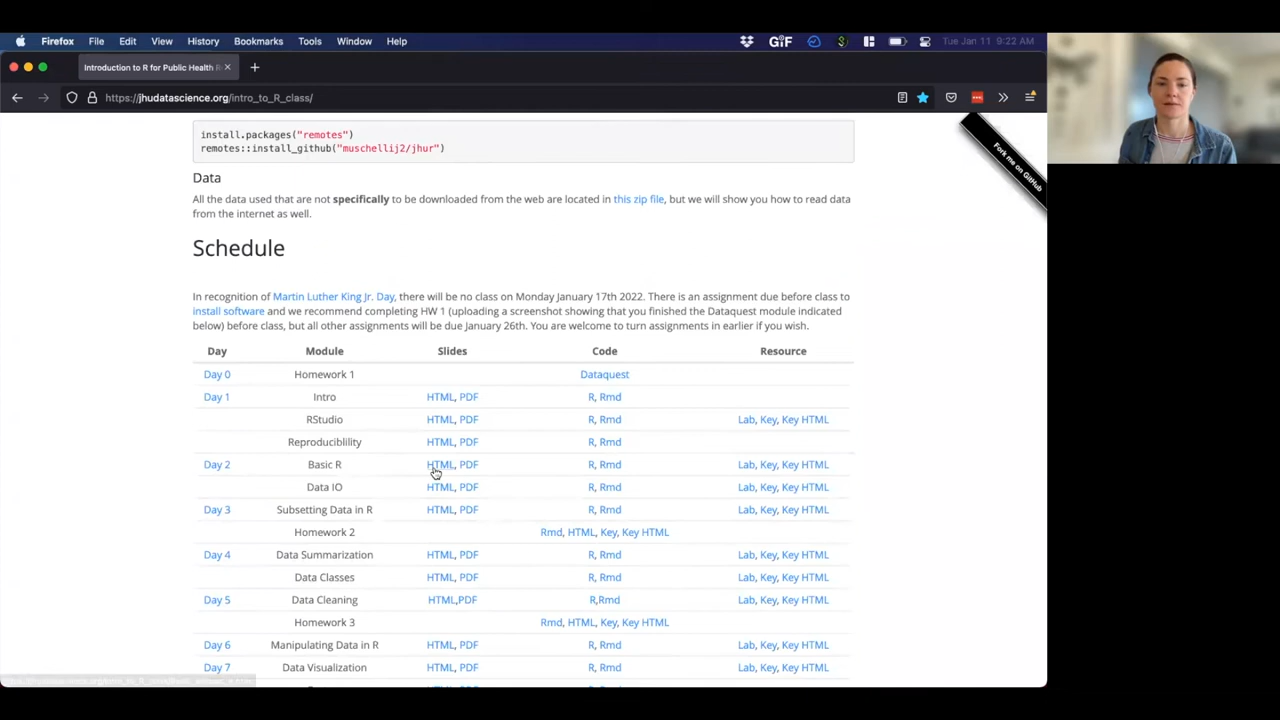 Firefox File Edit View History Bookmarks Tools Window Help GIF Tue Jan 11 9:22 AM
Introduction to R for Public Health R
https://jhudatascience.org/intro_to_R_class/
install.packages("remotes")
remotes::install_github("muschellij2/jhur")
Fork me on GitHub
Data
All the data used that are not specifically to be downloaded from the web are located in this zip file, but we will show you how to read data
from the internet as well.
Schedule
In recognition of Martin Luther King Jr. Day, there will be no class on Monday January 17th 2022. There is an assignment due before class to
install software and we recommend completing HW 1 (uploading a screenshot showing that you finished the Dataquest module indicated
below) before class, but all other assignments will be due January 26th. You are welcome to turn assignments in earlier if you wish.
Day Module Slides Code Resource
Day 0 Homework 1 Dataquest
Day 1 Intro HTML, PDF R, Rmd
RStudio HTML, PDF R, Rmd Lab, Key, Key HTML
Reproduciblility HTML, PDF R, Rmd
Day 2 Basic R HTML, PDF R, Rmd Lab, Key, Key HTML
Data IO HTML, PDF R, Rmd Lab, Key, Key HTML
Day 3 Subsetting Data in R HTML, PDF R, Rmd Lab, Key, Key HTML
Homework 2 Rmd, HTML, Key, Key HTML
Day 4 Data Summarization HTML, PDF R, Rmd Lab, Key, Key HTML
Data Classes HTML, PDF R, Rmd Lab, Key, Key HTML
Day 5 Data Cleaning HTML,PDF R,Rmd Lab, Key, Key HTML
Homework 3 Rmd, HTML, Key, Key HTML
Day 6 Manipulating Data in R HTML, PDF R, Rmd Lab, Key, Key HTML
Day 7 Data Visualization HTML, PDF R, Rmd Lab, Key, Key HTML